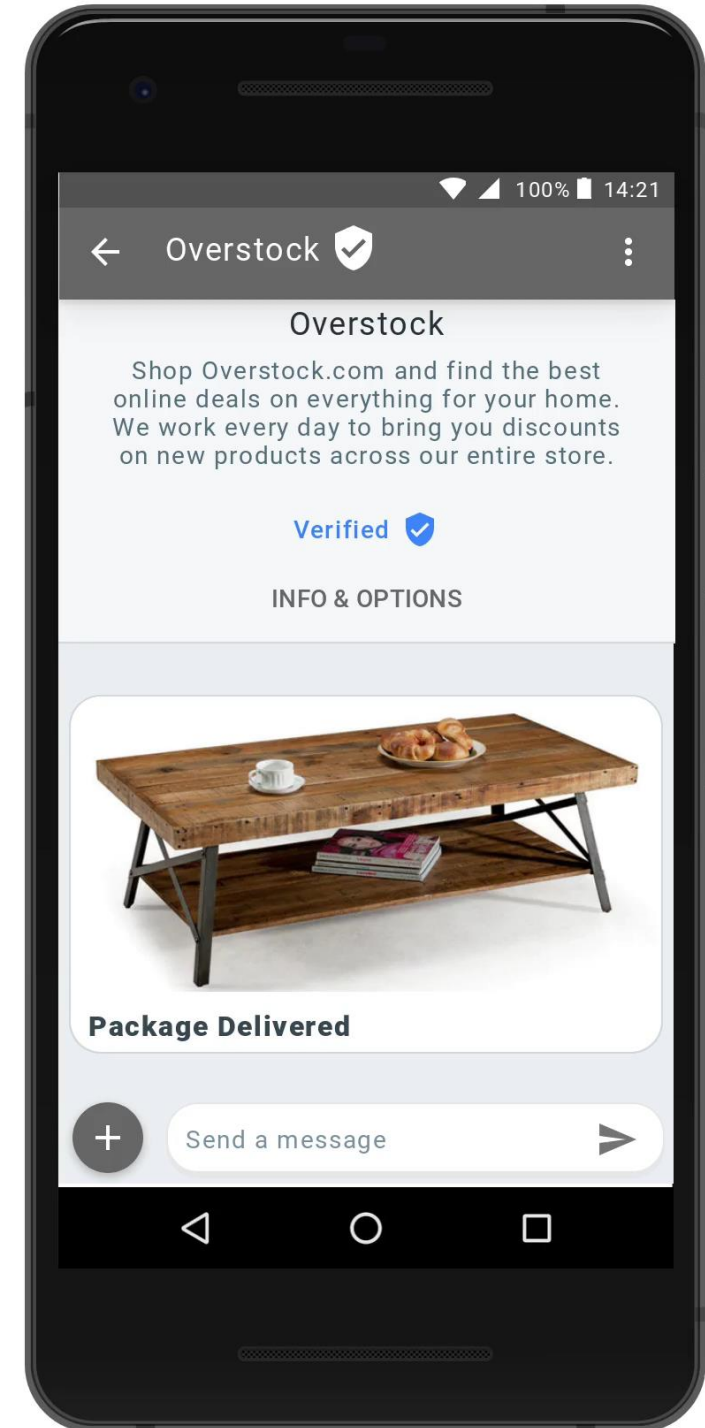 100% 14:21
Overstock
Overstock
Shop Overstock.com and find the best
online deals on everything for your home.
We work every day to bring you discounts
on new products across our entire store.
Verified
INFO & OPTIONS
Package Delivered
Send a message